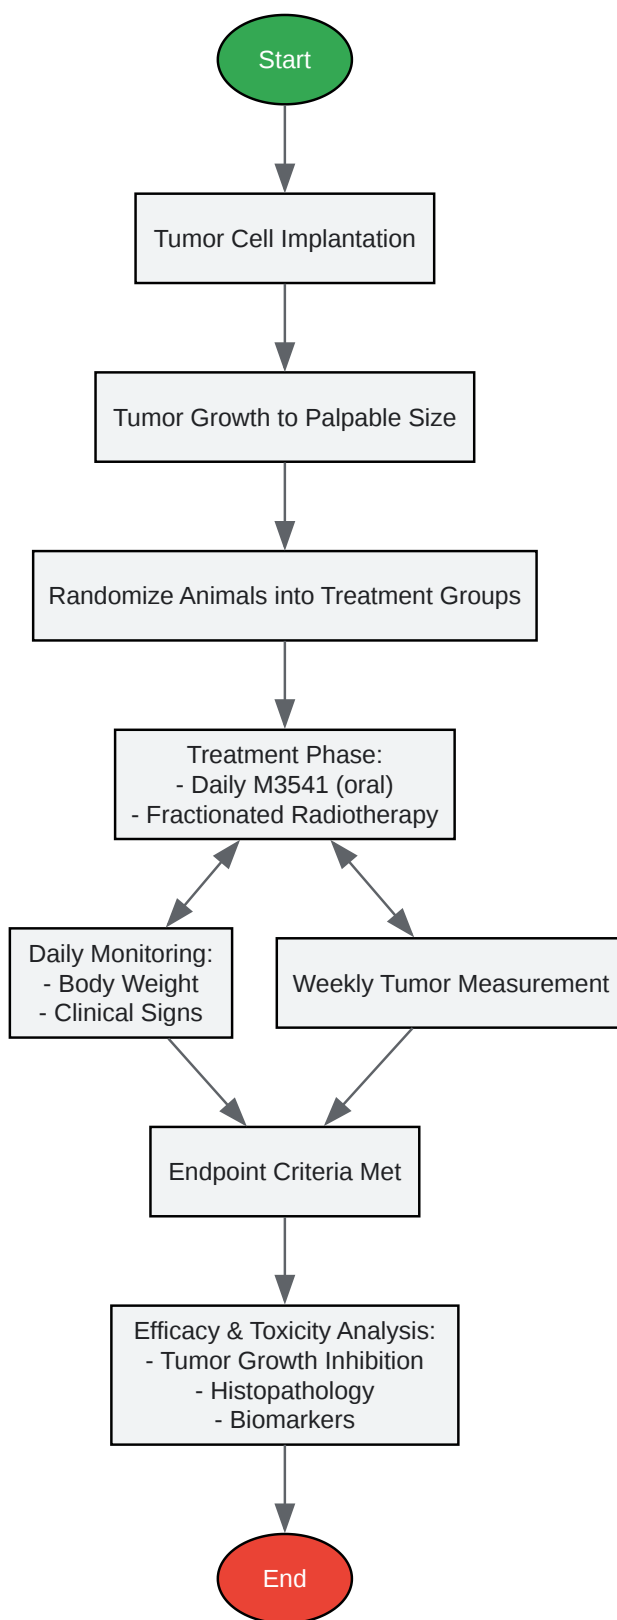 Start
Tumor Cell Implantation
Tumor Growth to Palpable Size
Randomize Animals into Treatment Groups
Treatment Phase:
- Daily M3541 (oral)
- Fractionated Radiotherapy
Daily Monitoring:
- Body Weight
- Clinical Signs
Weekly Tumor Measurement
Endpoint Criteria Met
Efficacy & Toxicity Analysis:
- Tumor Growth Inhibition
- Histopathology
- Biomarkers
End